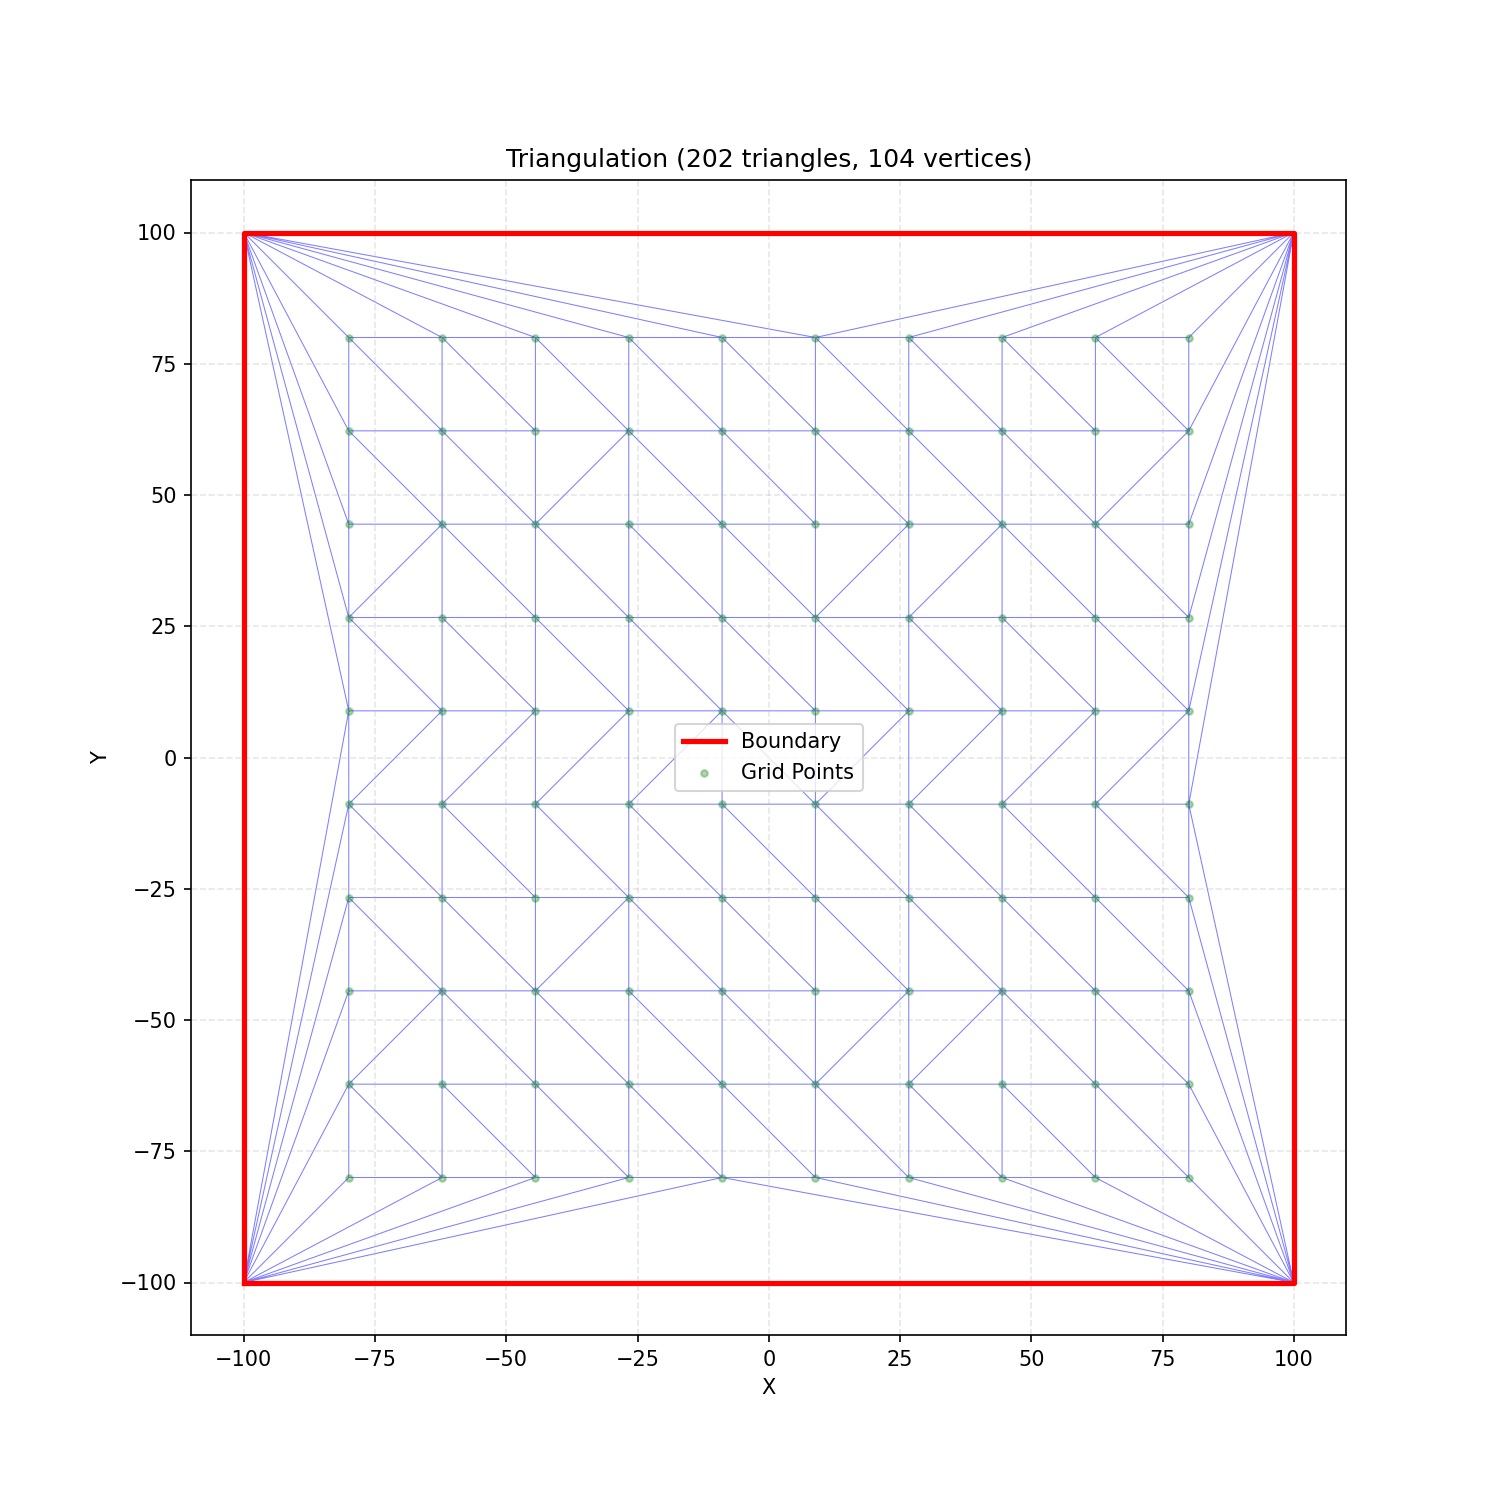 Triangulation (202 triangles, 104 vertices)
100
75
50
25
0
−25
−50
−75
−100
Y
Boundary
Grid Points
−100 −75 −50 −25 0 25 50 75 100
X